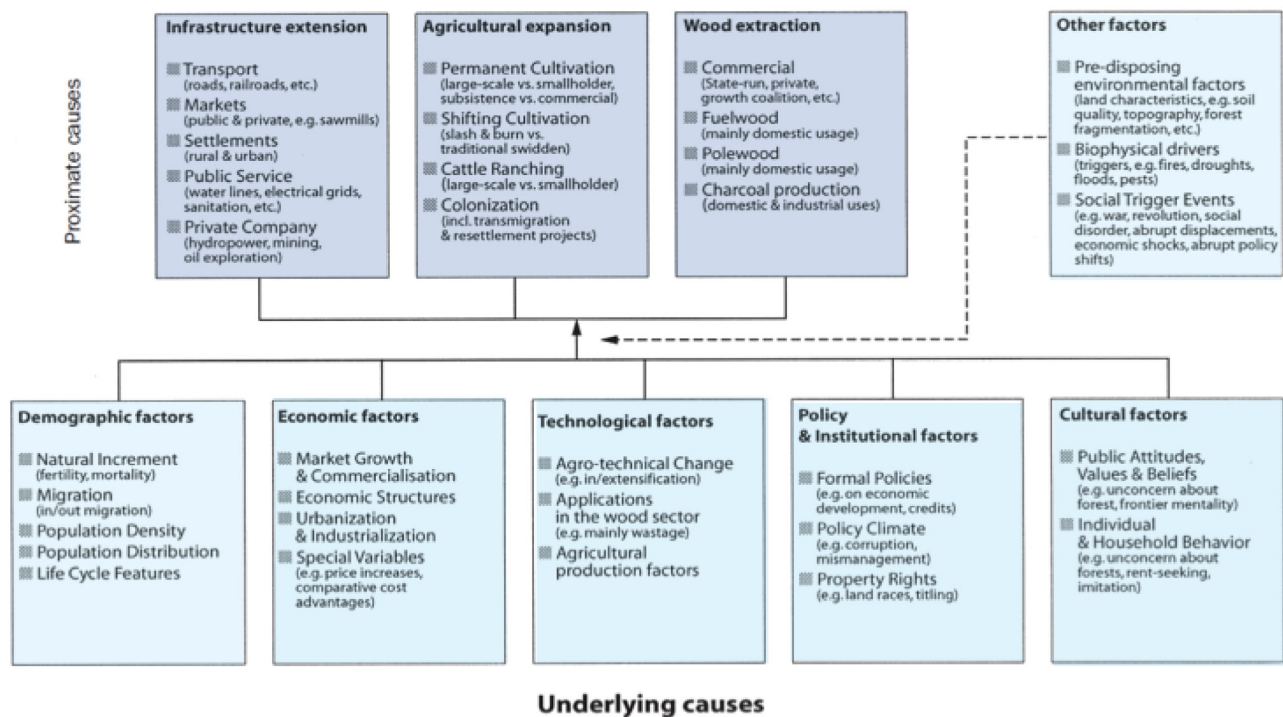 Proximate causes
Infrastructure extension
Transport
(roads, railroads, etc.)
Markets
(public & private, e.g. sawmills)
Settlements
(rural & urban)
Public Service
(water lines, electrical grids,
sanitation, etc.)
Private Company
(hydropower, mining,
oil exploration)
Agricultural expansion
Permanent Cultivation
(large-scale vs. smallholder,
subsistence vs. commercial)
Shifting Cultivation
(slash & burn vs.
traditional swidden)
Cattle Ranching
(large-scale vs. smallholder)
Colonization
(incl. transmigration
& resettlement projects)
Wood extraction
Commercial
(State-run, private,
growth coalition, etc.)
Fuelwood
(mainly domestic usage)
Polewood
(mainly domestic usage)
Charcoal production
(domestic & industrial uses)
Other factors
Pre-disposing
environmental factors
(land characteristics, e.g. soil
quality, topography, forest
fragmentation, etc.)
Biophysical drivers
(triggers, e.g. fires, droughts,
floods, pests)
Social Trigger Events
(e.g. war, revolution, social
disorder, abrupt displacements,
economic shocks, abrupt policy
shifts)
Demographic factors
Natural Increment
(fertility, mortality)
Migration
(in/out migration)
Population Density
Population Distribution
Life Cycle Features
Economic factors
Market Growth
& Commercialisation
Economic Structures
Urbanization
& Industrialization
Special Variables
(e.g. price increases,
comparative cost
advantages)
Technological factors
Agro-technical Change
(e.g. in/extensification)
Applications
in the wood sector
(e.g. mainly wastage)
Agricultural
production factors
Policy
& Institutional factors
Formal Policies
(e.g. on economic
development, credits)
Policy Climate
(e.g. corruption,
mismanagement)
Property Rights
(e.g. land races, titling)
Cultural factors
Public Attitudes,
Values & Beliefs
(e.g. unconcern about
forest, frontier mentality)
Individual
& Household Behavior
(e.g. unconcern about
forests, rent-seeking,
imitation)
Underlying causes